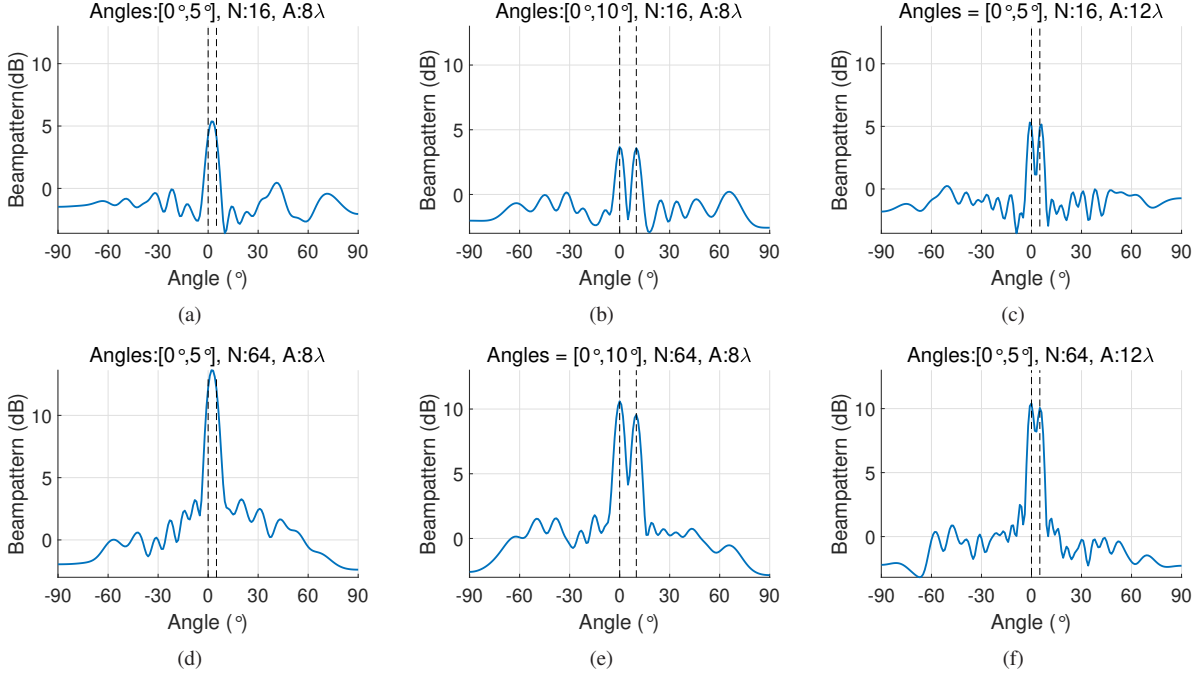 Angles:[0°,5°], N:16, A:8λ
Beampattern(dB)
10
5
0
-90 -60 -30 0 30 60 90
Angle (°)
(a)
Angles:[0°,10°], N:16, A:8λ
Beampattern (dB)
10
5
0
-90 -60 -30 0 30 60 90
Angle (°)
(b)
Angles = [0°,5°], N:16, A:12λ
Beampattern (dB)
10
5
0
-90 -60 -30 0 30 60 90
Angle (°)
(c)
Angles:[0°,5°], N:64, A:8λ
Beampattern (dB)
10
5
0
-90 -60 -30 0 30 60 90
Angle (°)
(d)
Angles = [0°,10°], N:64, A:8λ
Beampattern (dB)
10
5
0
-90 -60 -30 0 30 60 90
Angle (°)
(e)
Angles:[0°,5°], N:64, A:12λ
Beampattern (dB)
10
5
0
-90 -60 -30 0 30 60 90
Angle (°)
(f)